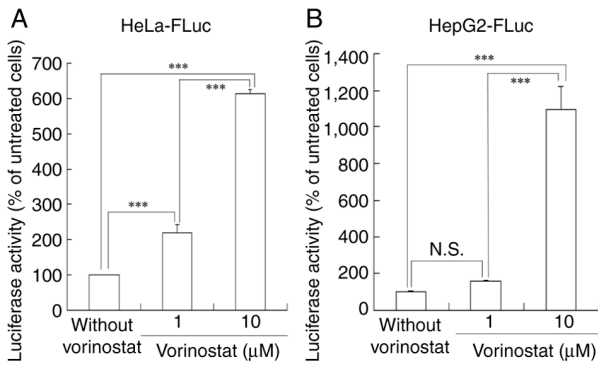 A
HeLa-FLuc
Luciferase activity (% of untreated cells)
700
600
500
400
300
200
100
0
***
***
***
Without
vorinostat
1
10
Vorinostat (μM)
B
HepG2-FLuc
Luciferase activity (% of untreated cells)
1,400
1,200
1,000
800
600
400
200
0
***
***
N.S.
Without
vorinostat
1
10
Vorinostat (μM)